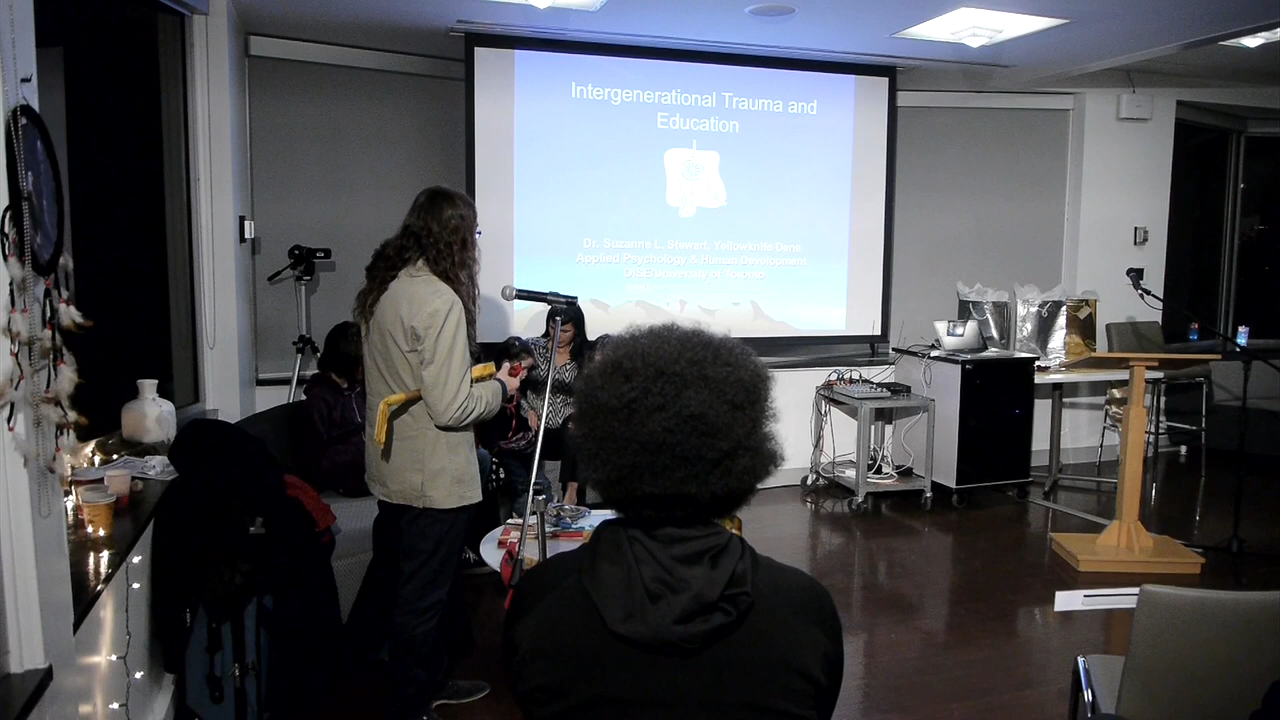 Intergenerational Trauma and
Education
Dr. Suzanne L. Stewart, Yellowknife Dene
Applied Psychology & Human Development
OISE/University of Toronto